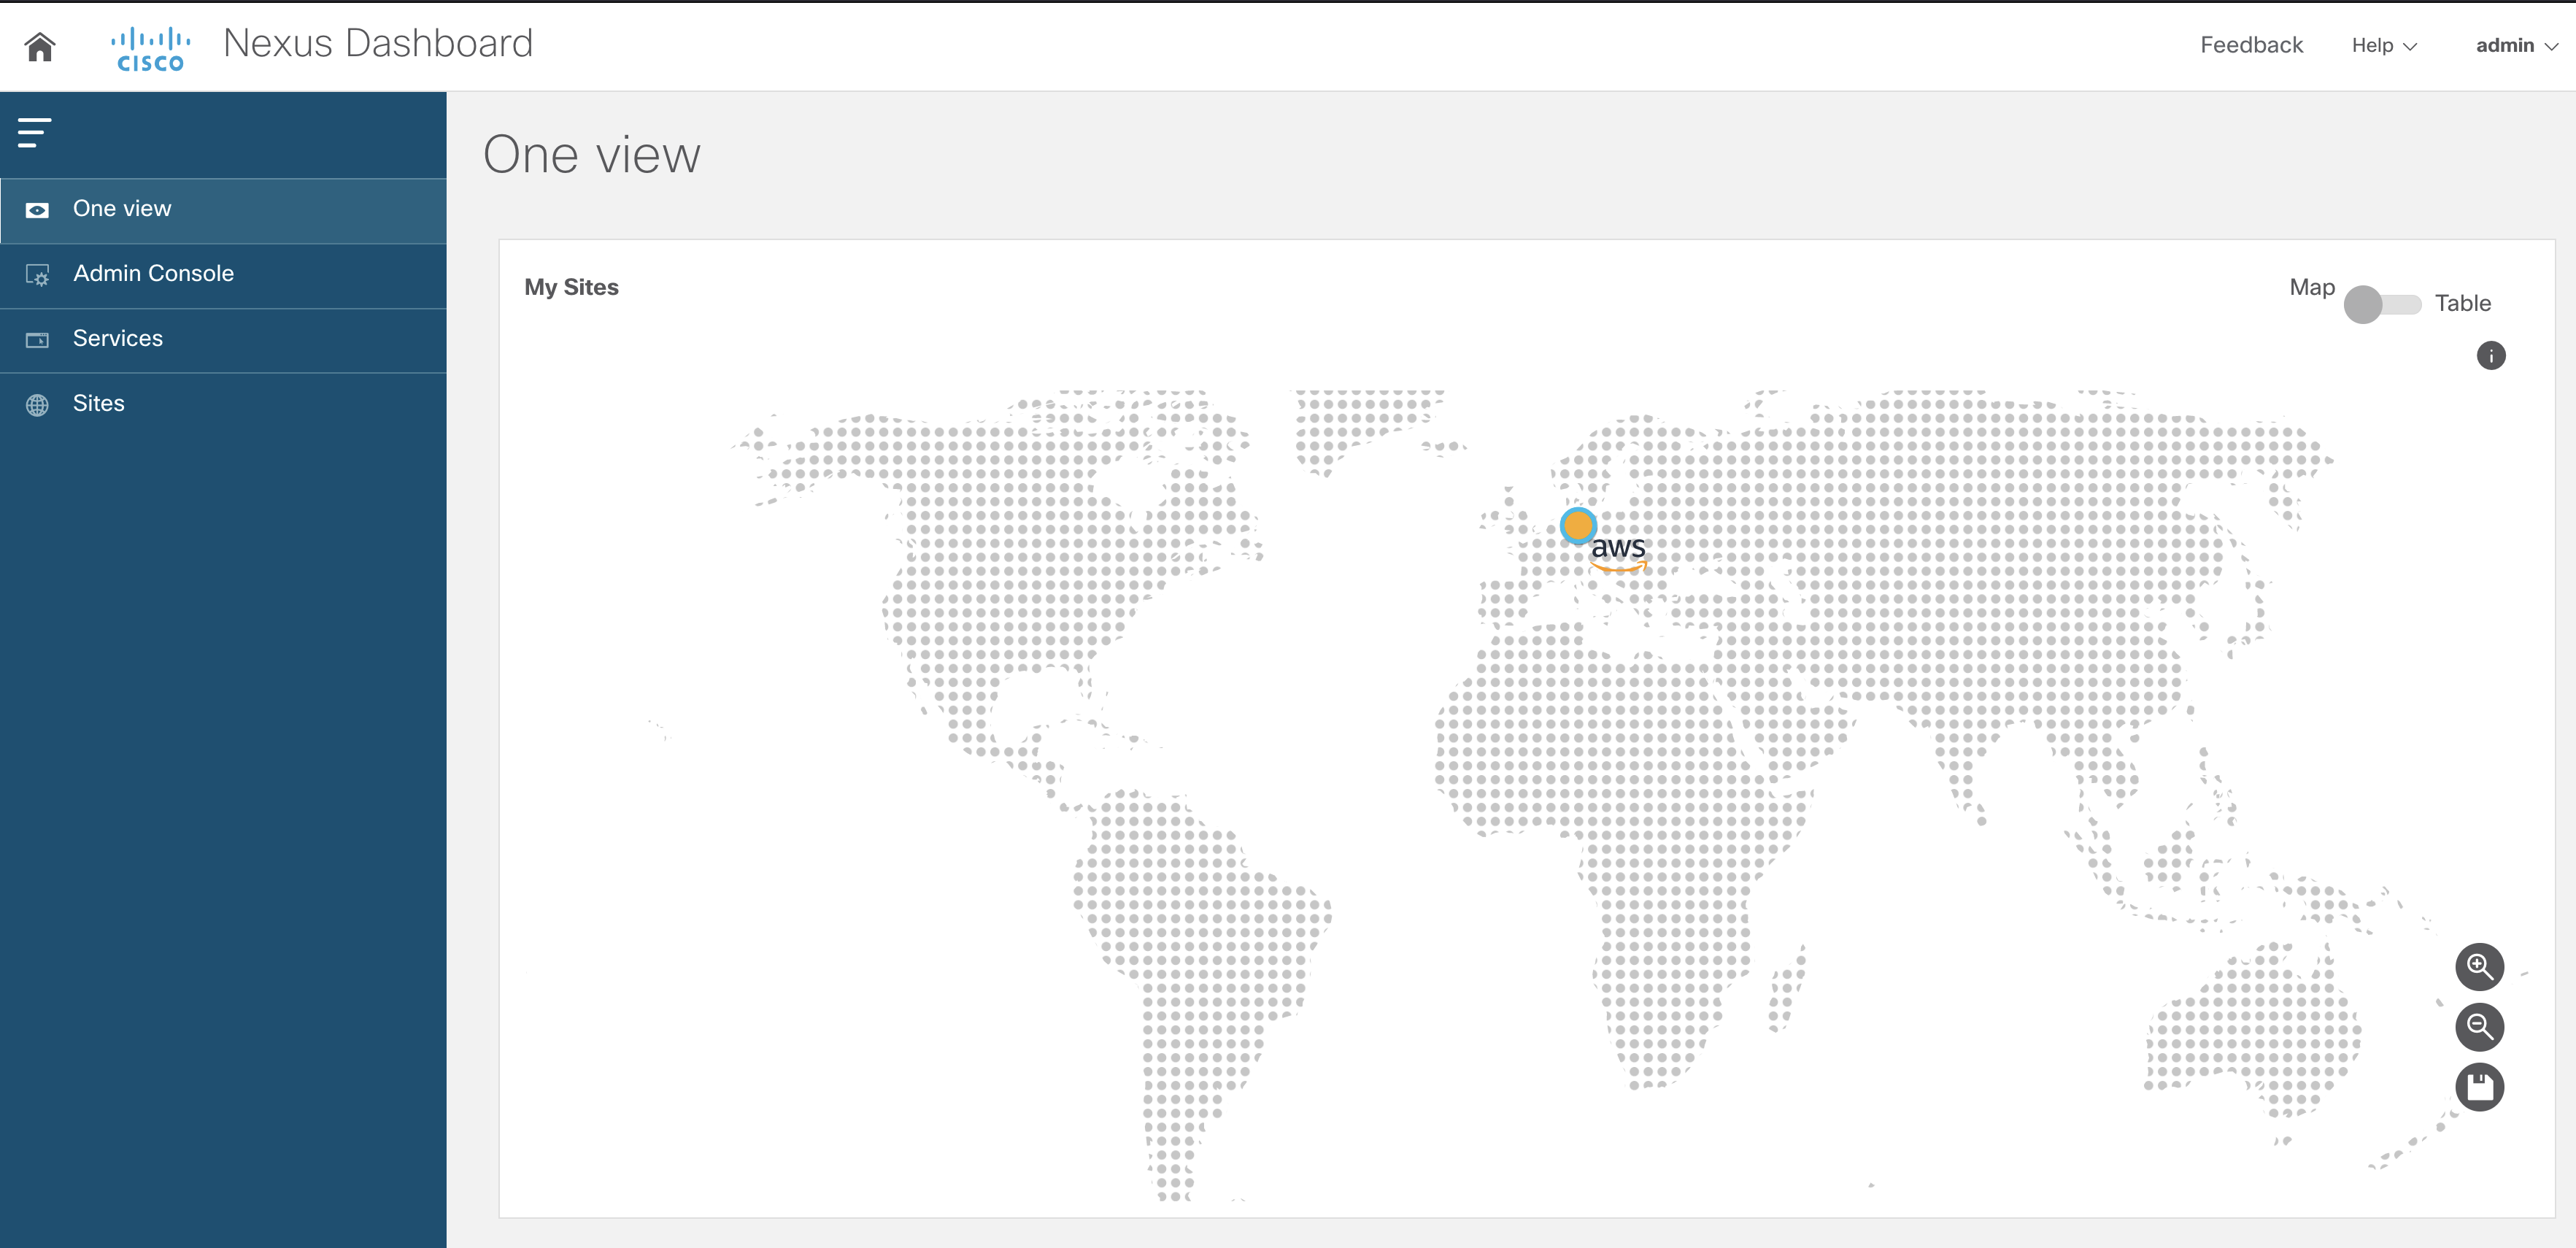 CISCO
Nexus Dashboard
Feedback
Help
admin
One view
Admin Console
Services
Sites
One view
My Sites
Map
Table
i
aws